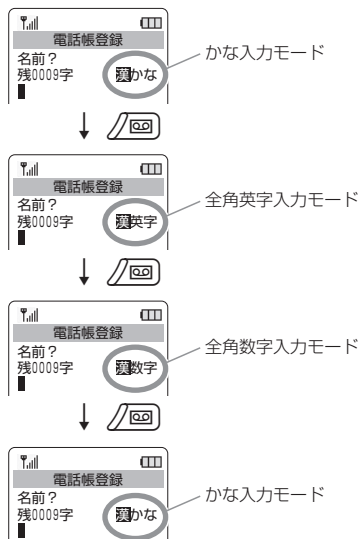 電話帳登録
名前?
残0009字 漢かな
かな入力モード
電話帳登録
名前?
残0009字 漢英字
全角英字入力モード
電話帳登録
名前?
残0009字 漢数字
全角数字入力モード
電話帳登録
名前?
残0009字 漢かな
かな入力モード